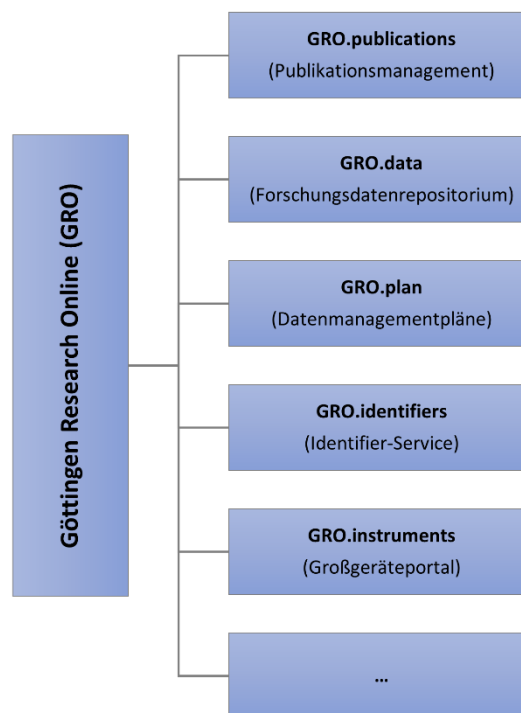 Göttingen Research Online (GRO)
GRO.publications
(Publikationsmanagement)
GRO.data
(Forschungsdatenrepositorium)
GRO.plan
(Datenmanagementpläne)
GRO.identifiers
(Identifier-Service)
GRO.instruments
(Großgeräteportal)
...